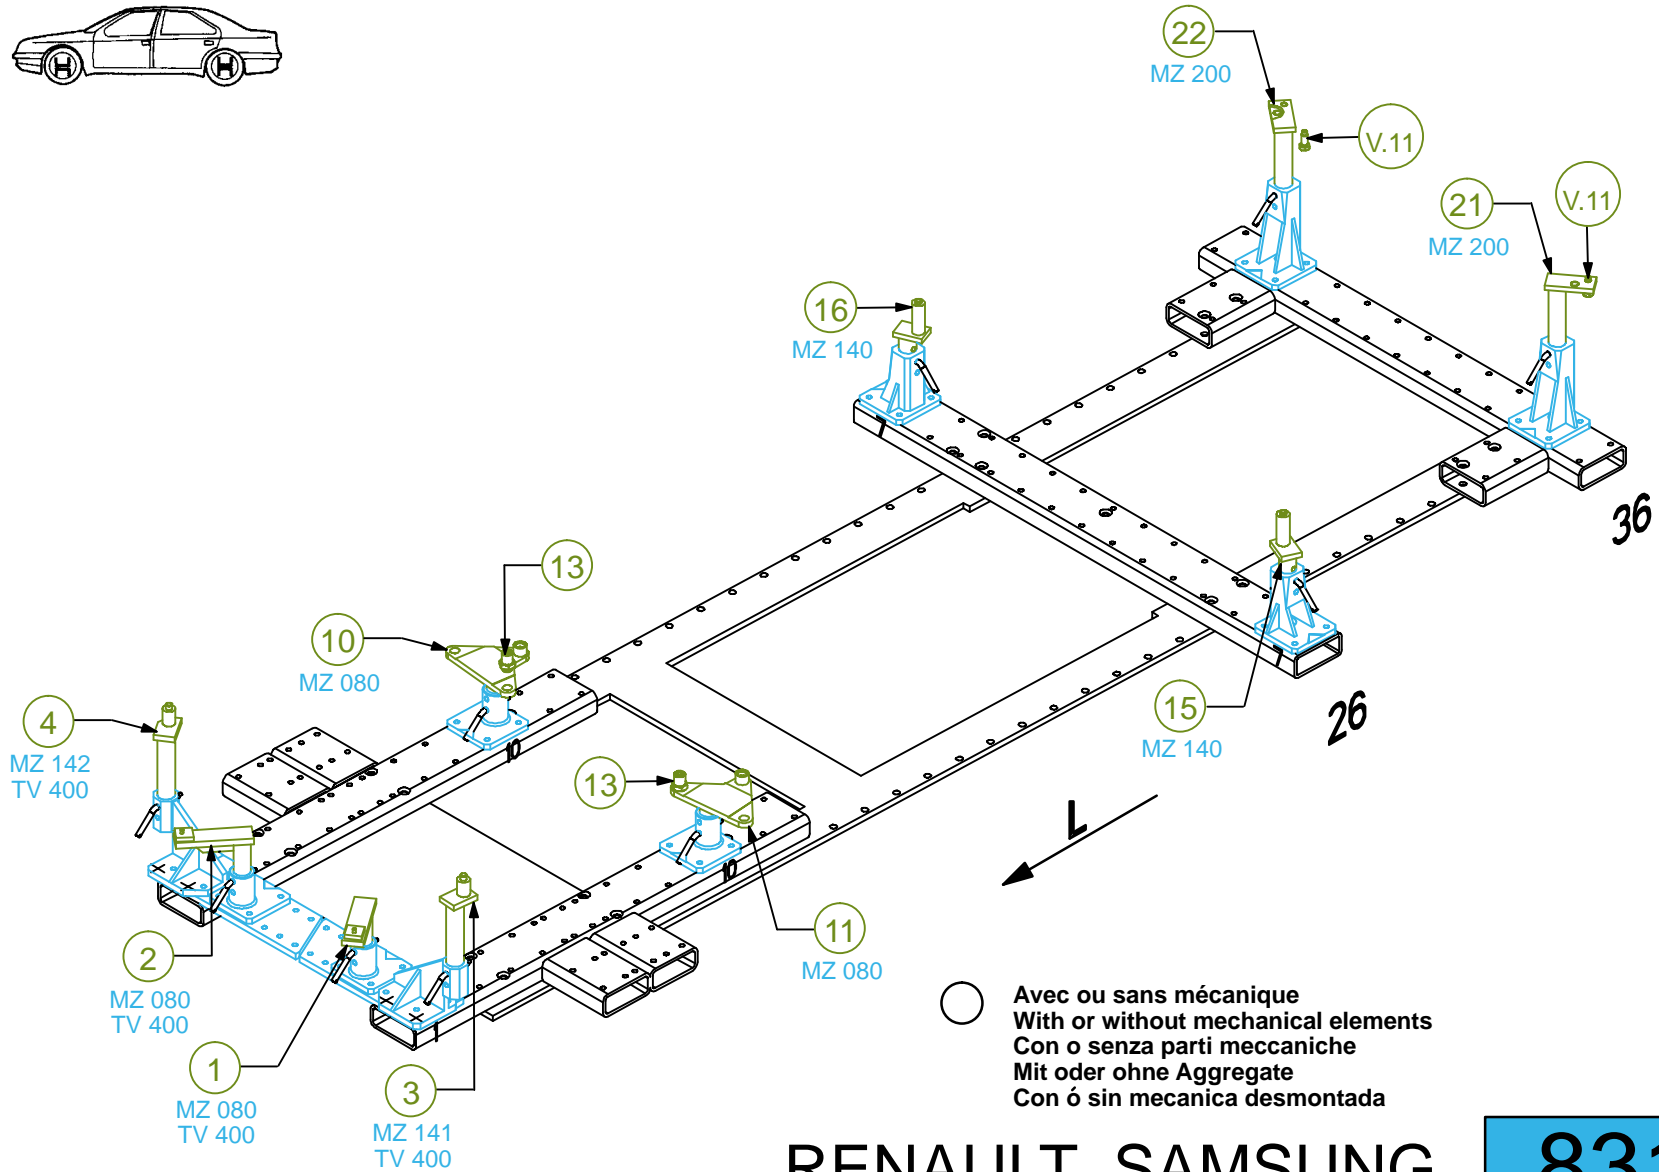 22
MZ 200
V.11
21
V.11
MZ 200
16
MZ 140
36
13
10
MZ 080
15
MZ 140
26
4
MZ 142
TV 400
10
13
L
10
11
MZ 080
2
MZ 080
TV 400
1
MZ 080
TV 400
3
MZ 141
TV 400
Avec ou sans mécanique
With or without mechanical elements
Con o senza parti meccaniche
Mit oder ohne Aggregate
Con ó sin mecanica desmontada
RENAULT SAMSUNG
831